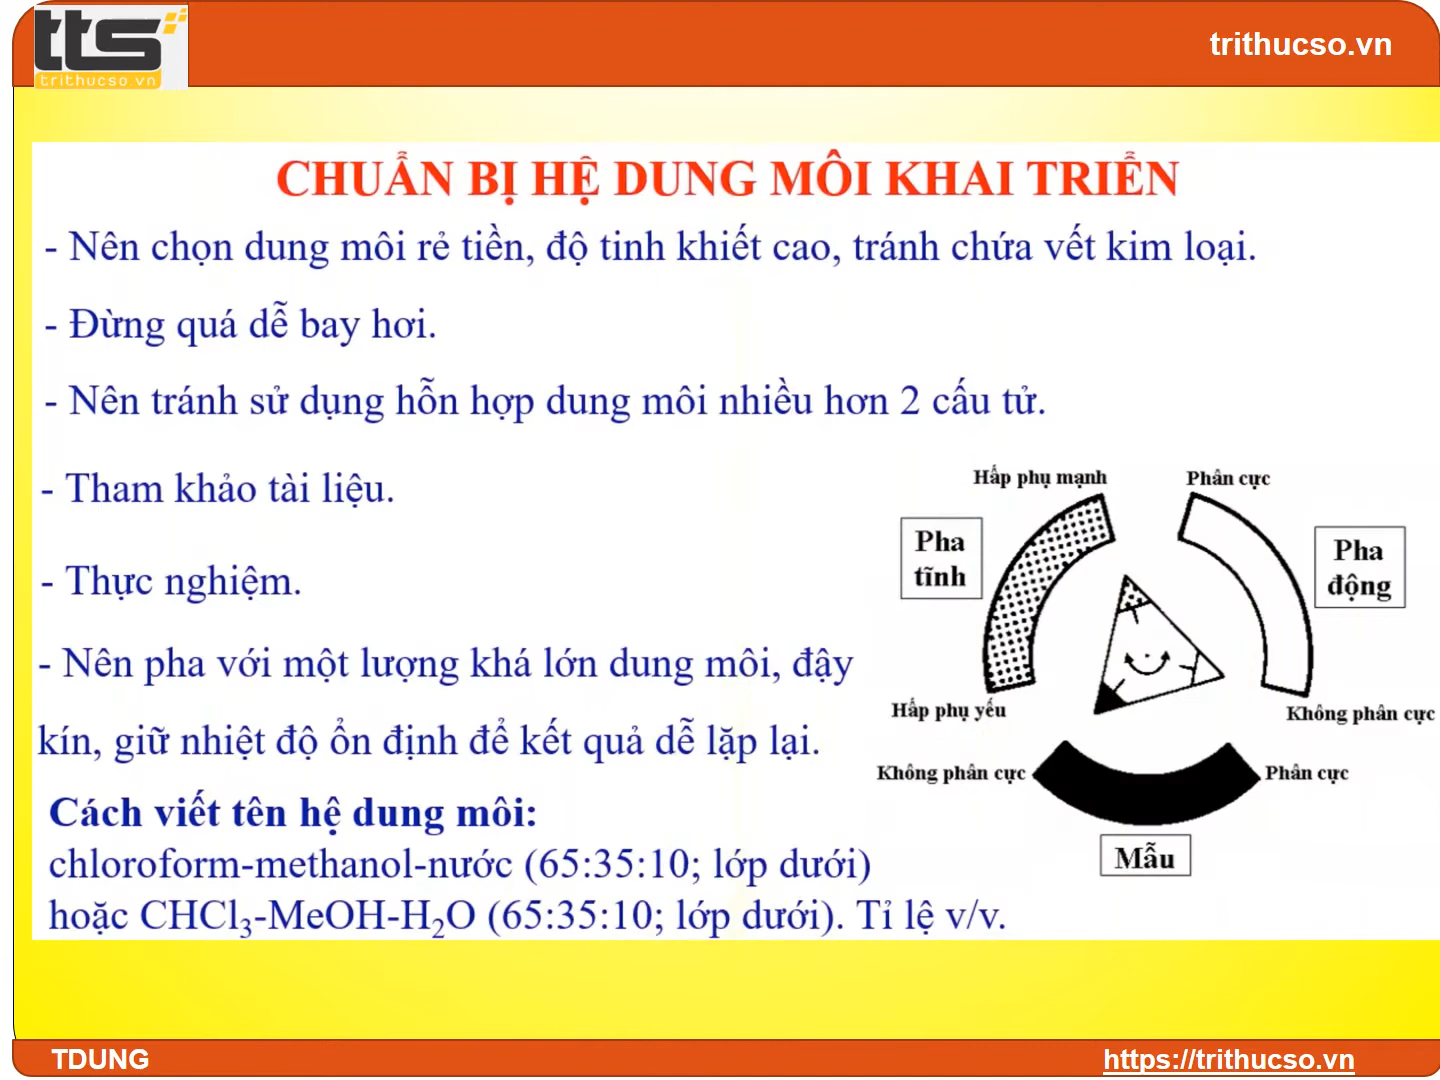 tts
trithucso.vn
trithucso.vn
CHUẨN BỊ HỆ DUNG MÔI KHAI TRIỂN
- Nên chọn dung môi rẻ tiền, độ tinh khiết cao, tránh chứa vết kim loại.
- Đừng quá dễ bay hơi.
- Nên tránh sử dụng hỗn hợp dung môi nhiều hơn 2 cấu tử.
- Tham khảo tài liệu.
- Thực nghiệm.
- Nên pha với một lượng khá lớn dung môi, đậy
kín, giữ nhiệt độ ổn định để kết quả dễ lặp lại.
Cách viết tên hệ dung môi:
chloroform-methanol-nước (65:35:10; lớp dưới)
hoặc CHCl₃-MeOH-H₂O (65:35:10; lớp dưới). Tỉ lệ v/v.
Hấp phụ mạnh
Phân cực
Pha
tĩnh
Pha
động
Hấp phụ yếu
Không phân cực
Không phân cực
Phân cực
Mẫu
TDUNG
https://trithucso.vn